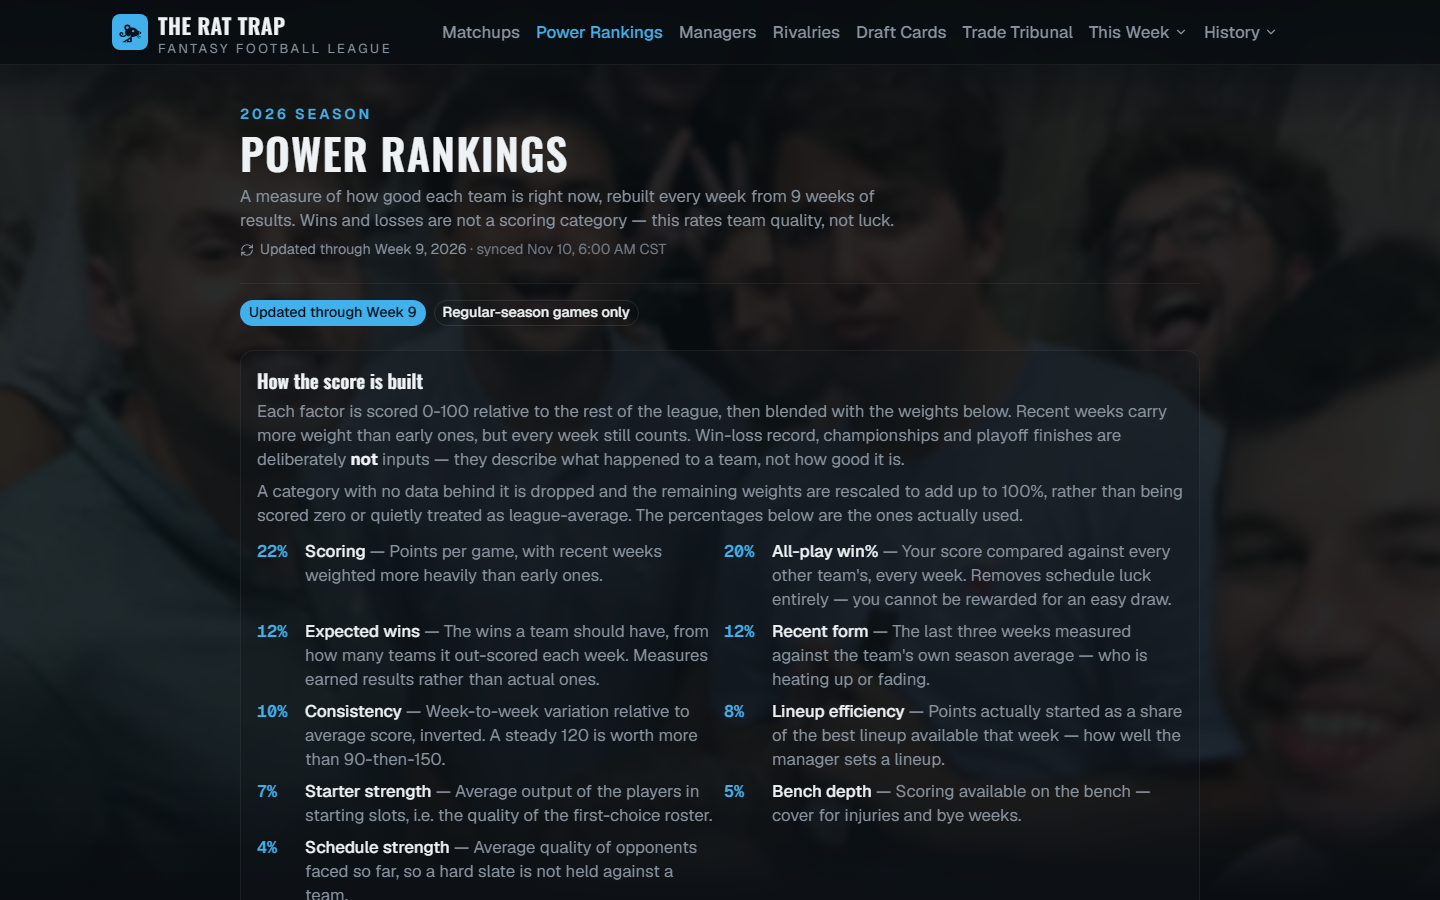 THE RAT TRAP
FANTASY FOOTBALL LEAGUE
Matchups
Power Rankings
Managers
Rivalries
Draft Cards
Trade Tribunal
This Week
History
2026 SEASON
POWER RANKINGS
A measure of how good each team is right now, rebuilt every week from 9 weeks of
results. Wins and losses are not a scoring category — this rates team quality, not luck.
Updated through Week 9, 2026 · synced Nov 10, 6:00 AM CST
Updated through Week 9
Regular-season games only
How the score is built
Each factor is scored 0-100 relative to the rest of the league, then blended with the weights below. Recent weeks carry
more weight than early ones, but every week still counts. Win-loss record, championships and playoff finishes are
deliberately not inputs — they describe what happened to a team, not how good it is.
A category with no data behind it is dropped and the remaining weights are rescaled to add up to 100%, rather than being
scored zero or quietly treated as league-average. The percentages below are the ones actually used.
22% Scoring — Points per game, with recent weeks
weighted more heavily than early ones.
20% All-play win% — Your score compared against every
other team's, every week. Removes schedule luck
entirely — you cannot be rewarded for an easy draw.
12% Expected wins — The wins a team should have, from
how many teams it out-scored each week. Measures
earned results rather than actual ones.
12% Recent form — The last three weeks measured
against the team's own season average — who is
heating up or fading.
10% Consistency — Week-to-week variation relative to
average score, inverted. A steady 120 is worth more
than 90-then-150.
8% Lineup efficiency — Points actually started as a share
of the best lineup available that week — how well the
manager sets a lineup.
7% Starter strength — Average output of the players in
starting slots, i.e. the quality of the first-choice roster.
5% Bench depth — Scoring available on the bench —
cover for injuries and bye weeks.
4% Schedule strength — Average quality of opponents
faced so far, so a hard slate is not held against a
team.